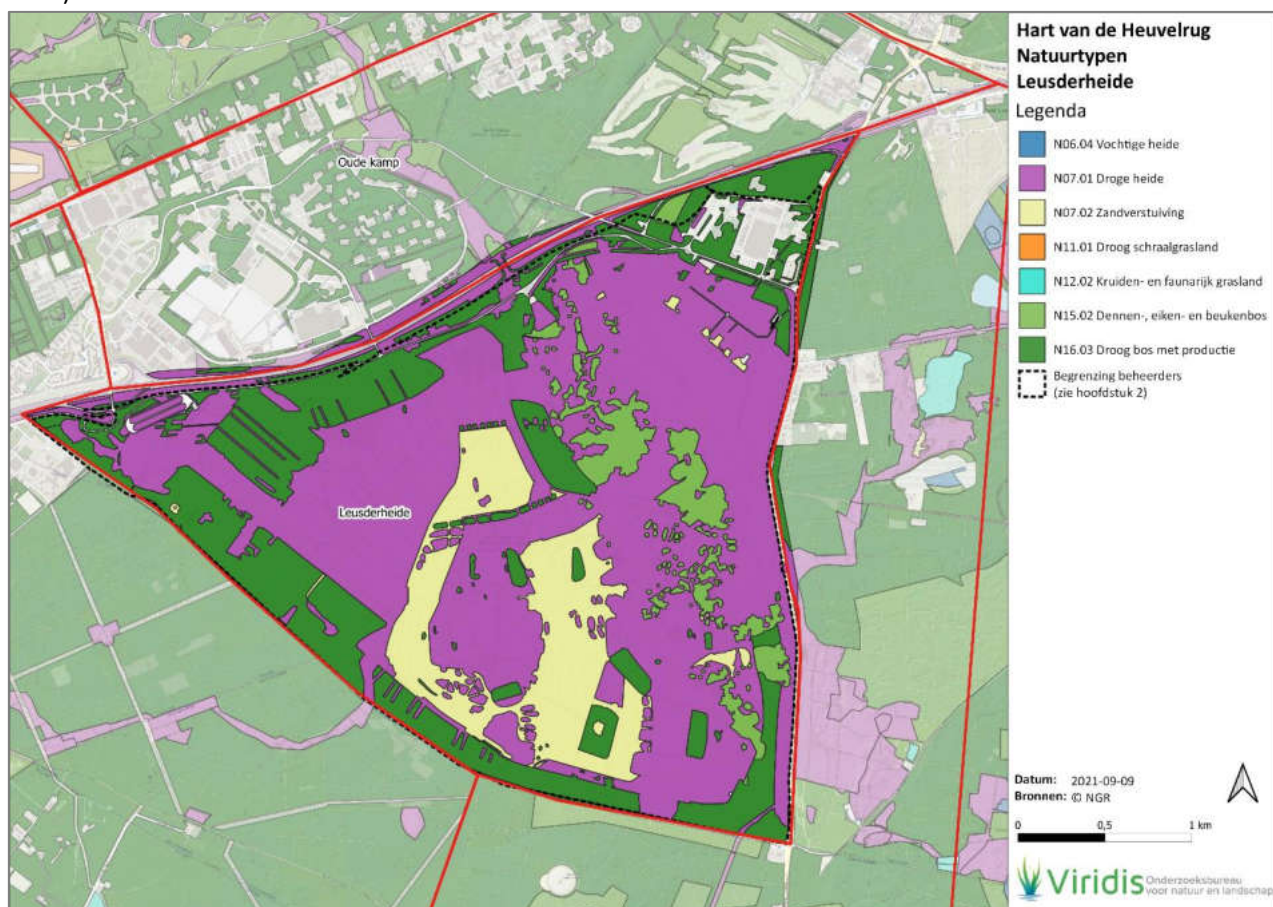 Hart van de Heuvelrug
Natuurtypen
Leusderheide
Legenda
N06.04 Vochtige heide
N07.01 Droge heide
N07.02 Zandverstuiving
N11.01 Droog schraalgrasland
N12.02 Kruiden- en faunarijk grasland
N15.02 Dennen-, eiken- en beukenbos
N16.03 Droog bos met productie
Begrenzing beheerders
(zie hoofdstuk 2)
Oude kamp
Leusderheide
Datum: 2021-09-09
Bronnen: © NGR
0 0,5 1 km
Viridis Onderzoeksbureau
voor natuur en landschap